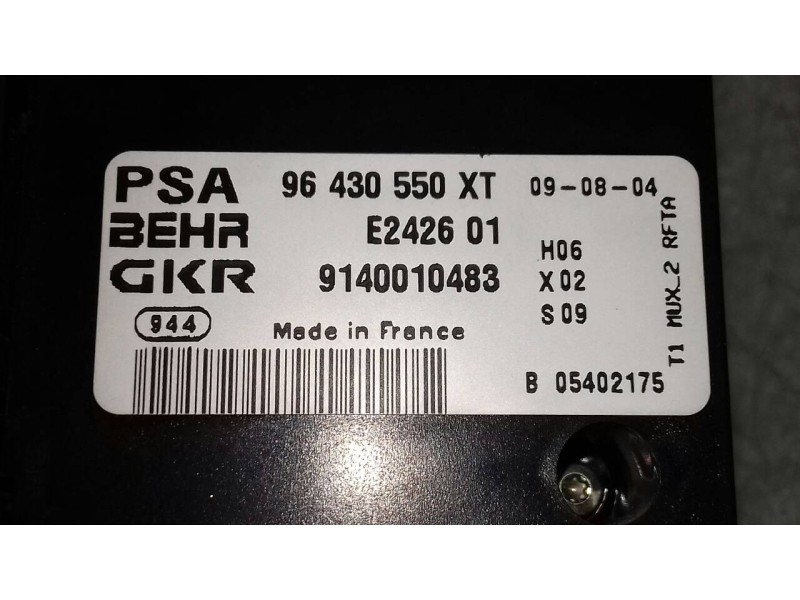 PSA 96 430 550 XT 09-08-04
BEHR E2426 01
GKR 9140010483
H06
X02
S09
944 Made in France
B 05402175
T1 MUX_2 RFTA